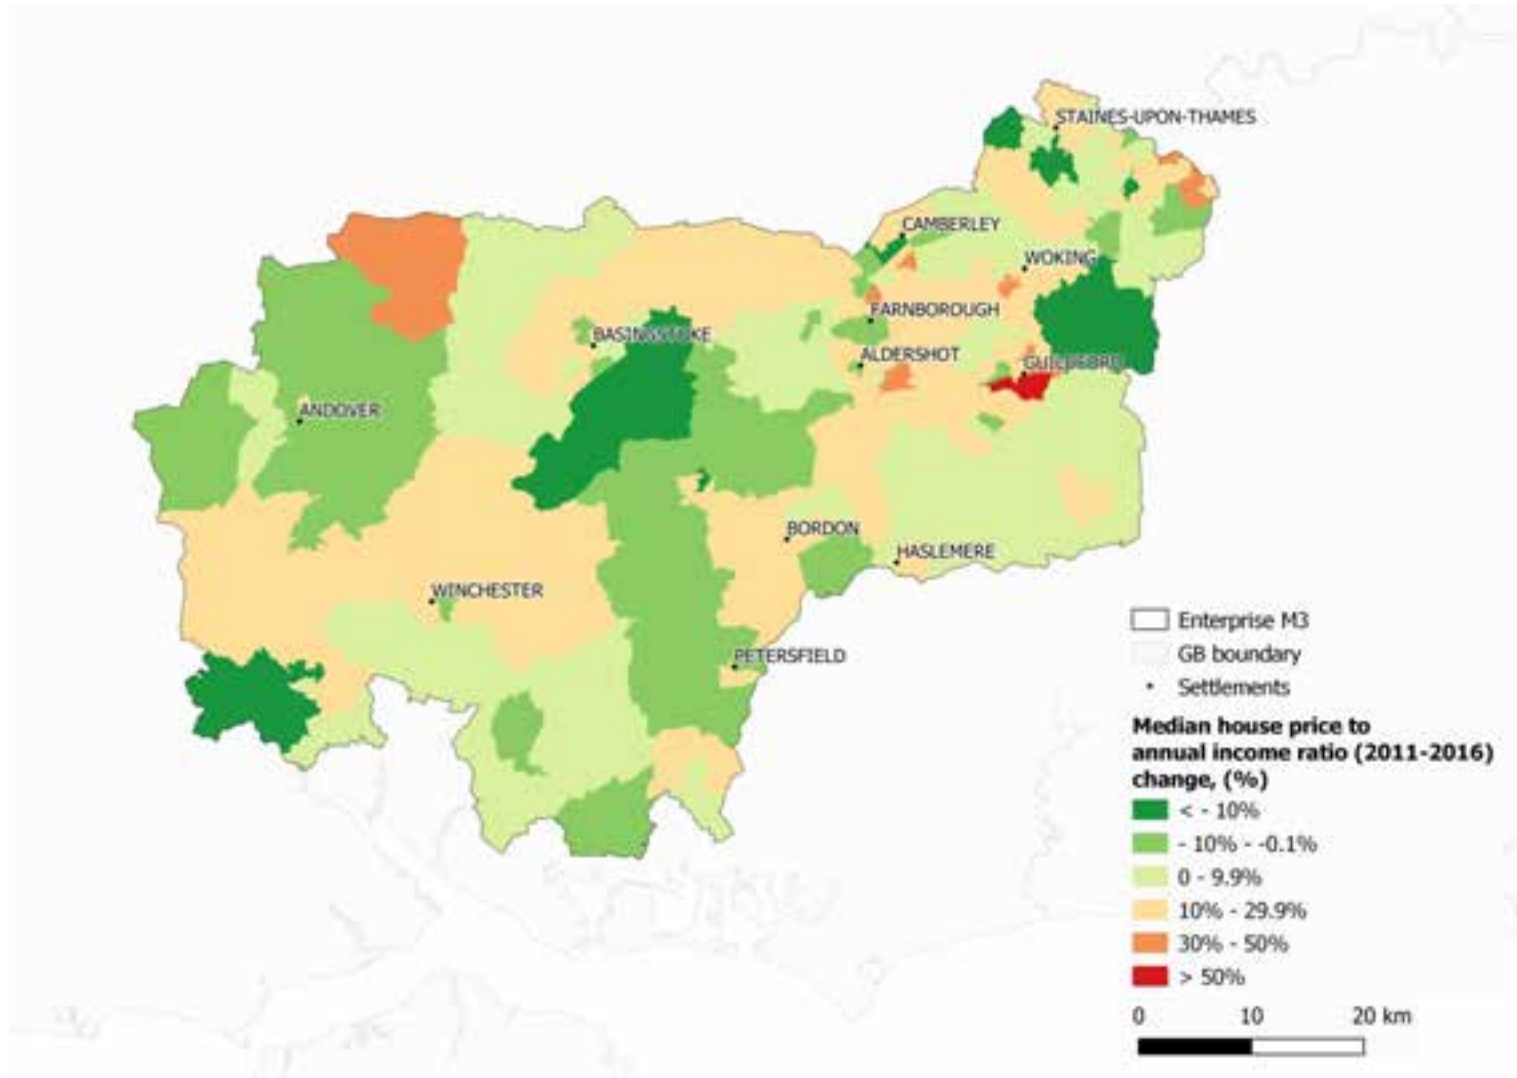 STAINES-UPON-THAMES
CAMBERLEY
WOKING
FARNBOROUGH
BASINGSTOKE
ALDERSHOT
GUILDFORD
ANDOVER
BORDON
HASLEMERE
WINCHESTER
PETERSFIELD
Enterprise M3
GB boundary
Settlements
Median house price to
annual income ratio (2011-2016)
change, (%)
< - 10%
- 10% - -0.1%
0 - 9.9%
10% - 29.9%
30% - 50%
> 50%
0 10 20 km